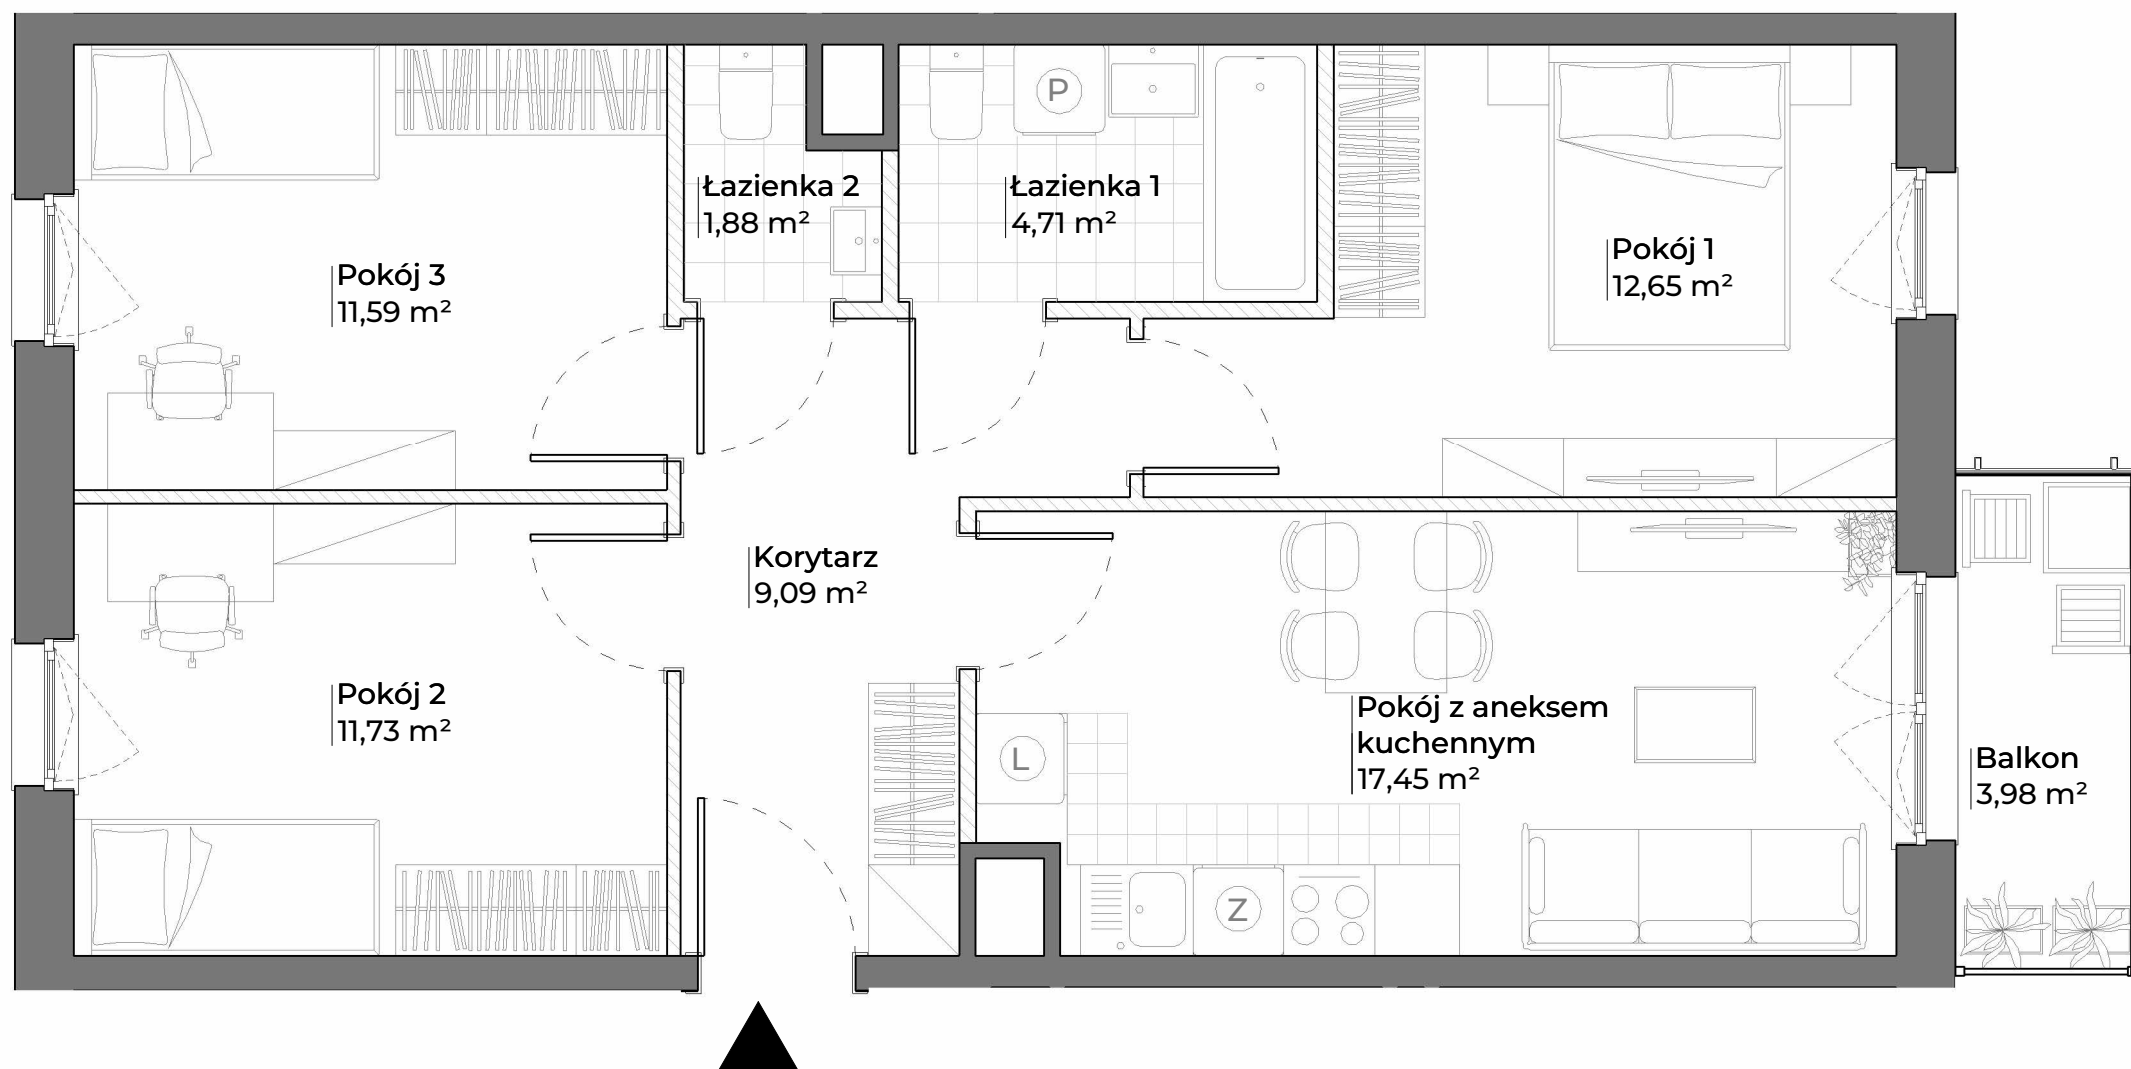 P
Łazienka 2
1,88 m²
Łazienka 1
4,71 m²
Pokój 1
12,65 m²
Pokój 3
11,59 m²
Korytarz
9,09 m²
Pokój 2
11,73 m²
Pokój z aneksem
kuchennym
17,45 m²
L
Balkon
3,98 m²
Z